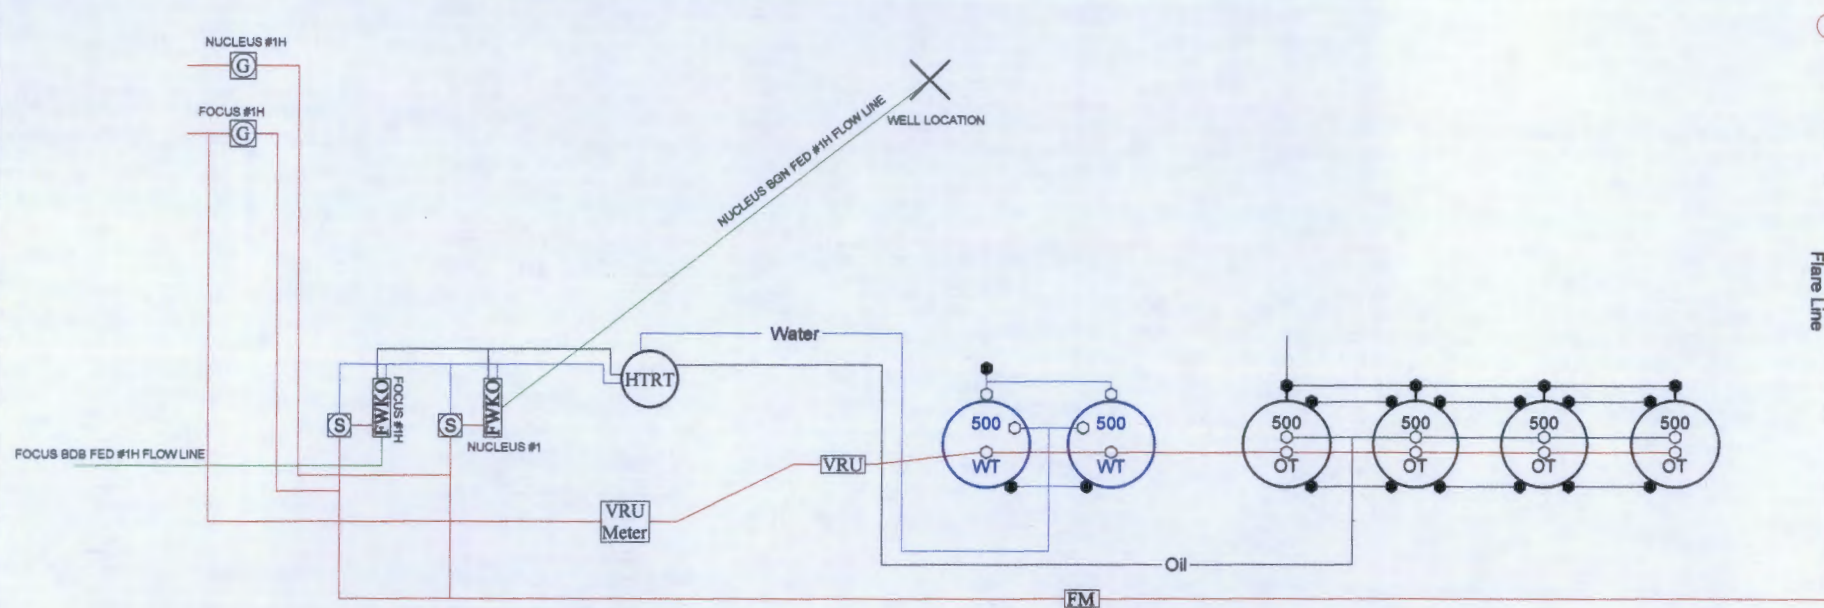 NUCLEUS #1H
G
FOCUS #1H
G
WELL LOCATION
NUCLEUS BGN FED #1H FLOW LINE
Flare Line
Water
HTRT
FWKO
FOCUS #1H
FWKO
S
S
NUCLEUS #1
FOCUS BDB FED #1H FLOW LINE
500
WT
500
WT
500
OT
500
OT
500
OT
500
OT
VRU
VRU
Meter
Oil
FM